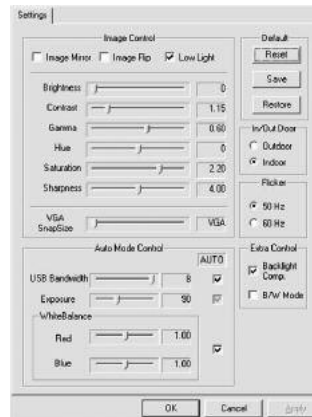 Settings
Image Control
Image Mirror Image Flip Low Light
Brightness 0
Contrast 1.15
Gamma 0.60
Hue 0
Saturation 2.20
Sharpness 4.00
VGA SnapSize VGA
Auto Mode Control
AUTO
USB Bandwidth 8
Exposure 90
WhiteBalance
Red 1.00
Blue 1.00
Default
Reset
Save
Restore
In/Out Door
Outdoor
Indoor
Flicker
50 Hz
60 Hz
Extra Control
Backlight
Comp.
B/W Mode
OK Cancel Apply